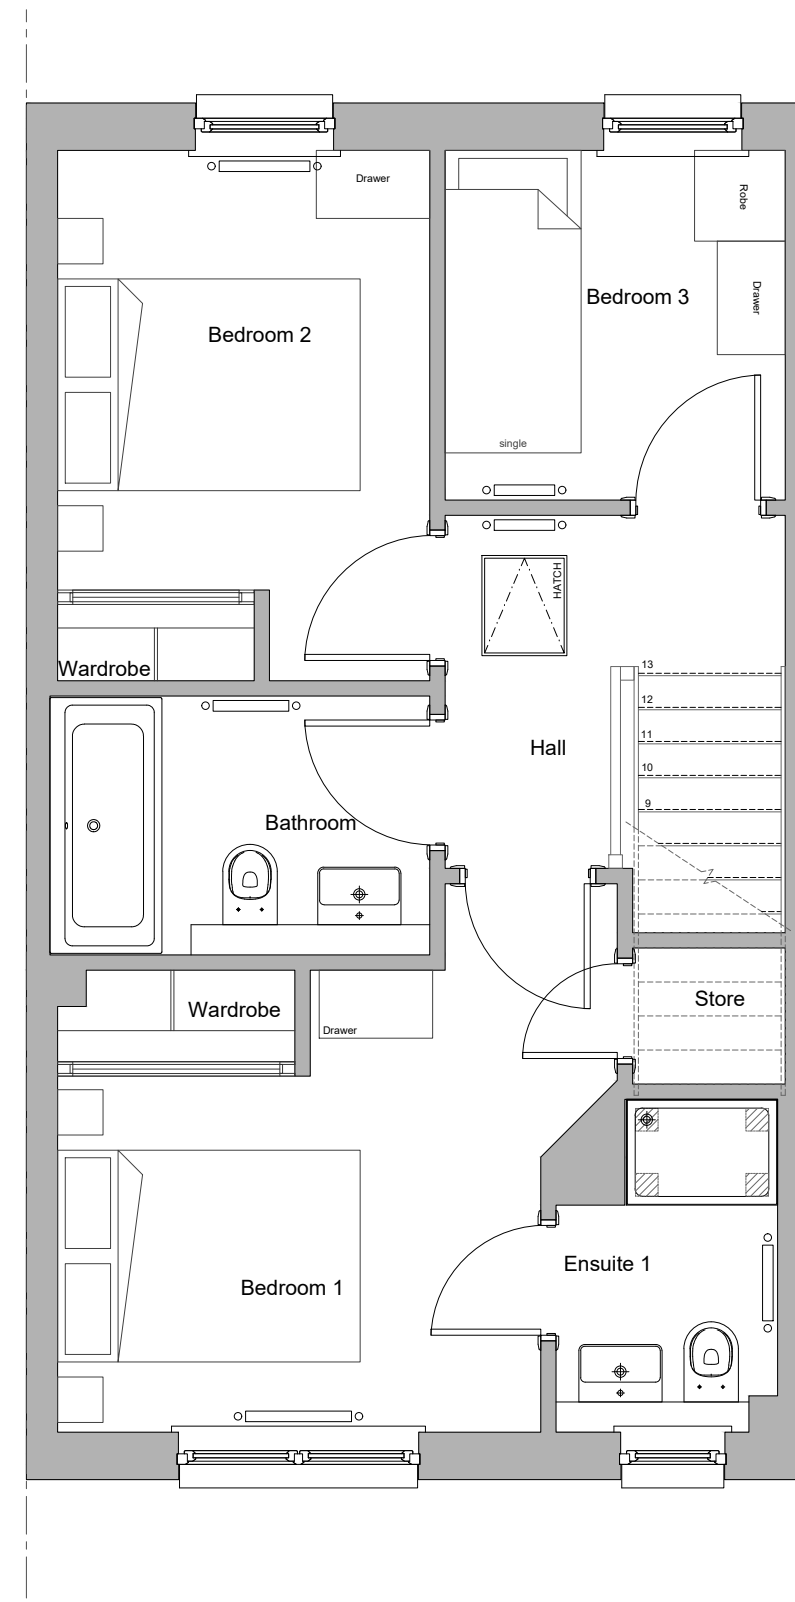 Drawer
Robe
Bedroom 3
Drawer
Bedroom 2
single
HATCH
Wardrobe
13
12
11
Hall
10
9
Bathroom
7
Store
Wardrobe
Drawer
Ensuite 1
Bedroom 1